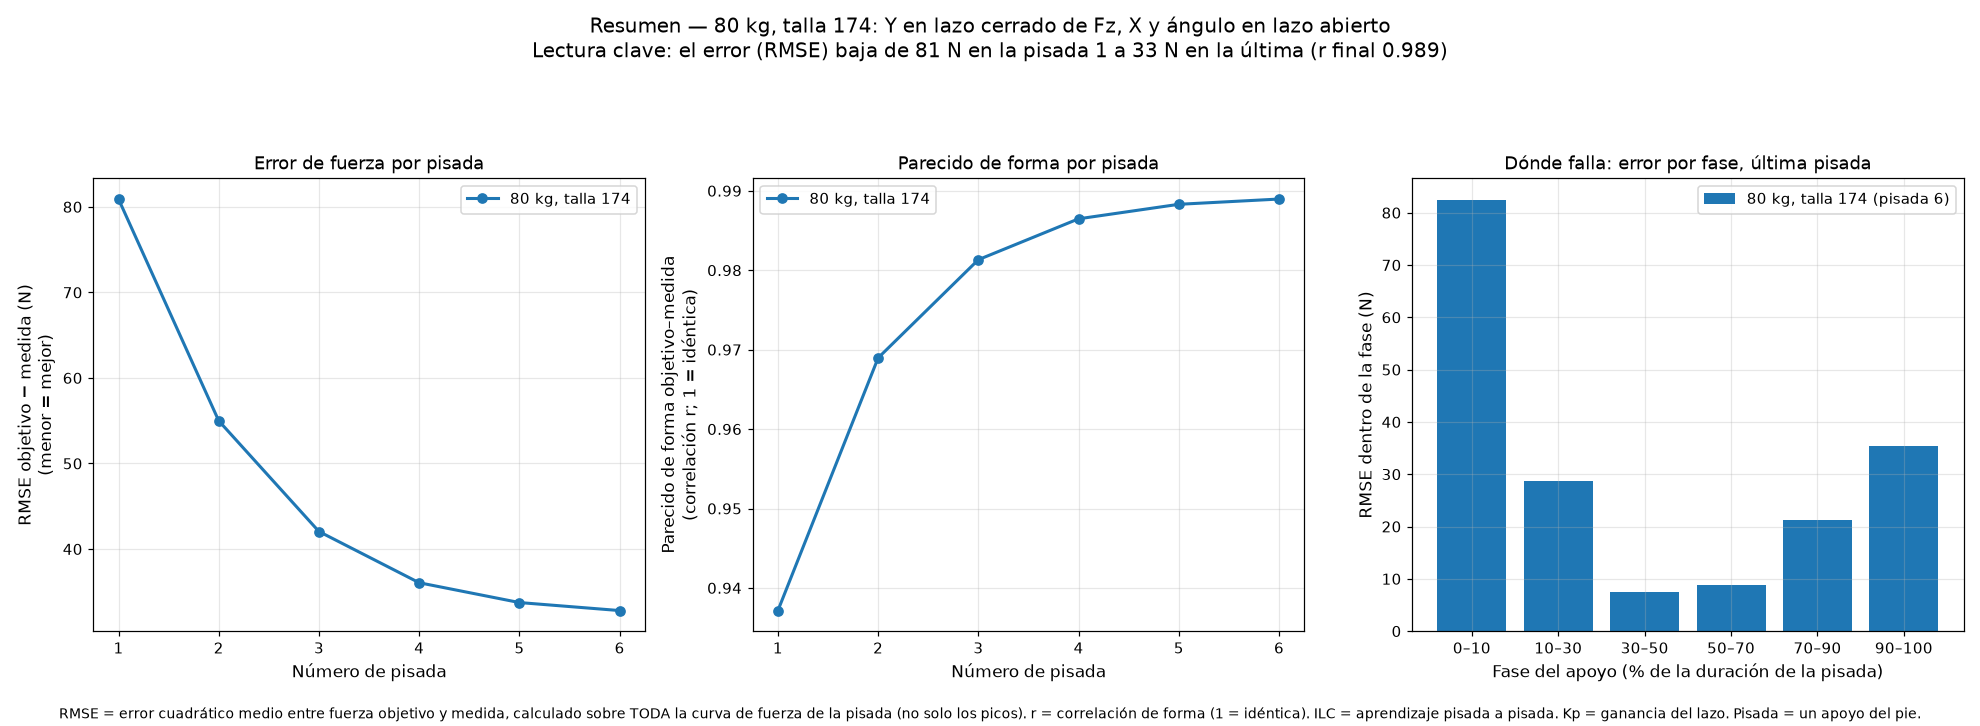 Resumen — 80 kg, talla 174: Y en lazo cerrado de Fz, X y ángulo en lazo abierto
Lectura clave: el error (RMSE) baja de 81 N en la pisada 1 a 33 N en la última (r final 0.989)
Error de fuerza por pisada
80 kg, talla 174
RMSE objetivo − medida (N)
(menor = mejor)
80
70
60
50
40
1 2 3 4 5 6
Número de pisada
Parecido de forma por pisada
80 kg, talla 174
Parecido de forma objetivo–medida
(correlación r; 1 = idéntica)
0.99
0.98
0.97
0.96
0.95
0.94
1 2 3 4 5 6
Número de pisada
Dónde falla: error por fase, última pisada
80 kg, talla 174 (pisada 6)
RMSE dentro de la fase (N)
80
70
60
50
40
30
20
10
0
0–10 10–30 30–50 50–70 70–90 90–100
Fase del apoyo (% de la duración de la pisada)
RMSE = error cuadrático medio entre fuerza objetivo y medida, calculado sobre TODA la curva de fuerza de la pisada (no solo los picos). r = correlación de forma (1 = idéntica). ILC = aprendizaje pisada a pisada. Kp = ganancia del lazo. Pisada = un apoyo del pie.